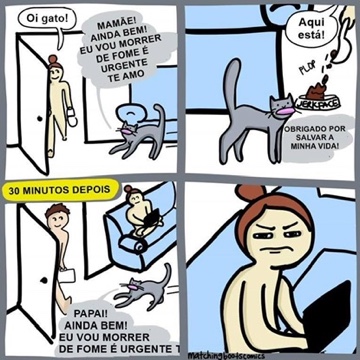 Oi gato!
MAMÃE!
AINDA BEM!
EU VOU MORRER
DE FOME É
URGENTE
TE AMO
Aqui
está!
PLOP
JERKFACE
OBRIGADO POR
SALVAR A
MINHA VIDA!
30 MINUTOS DEPOIS
PAPAI!
AINDA BEM!
EU VOU MORRER
DE FOME É URGENTE T
matchingfoodscomics